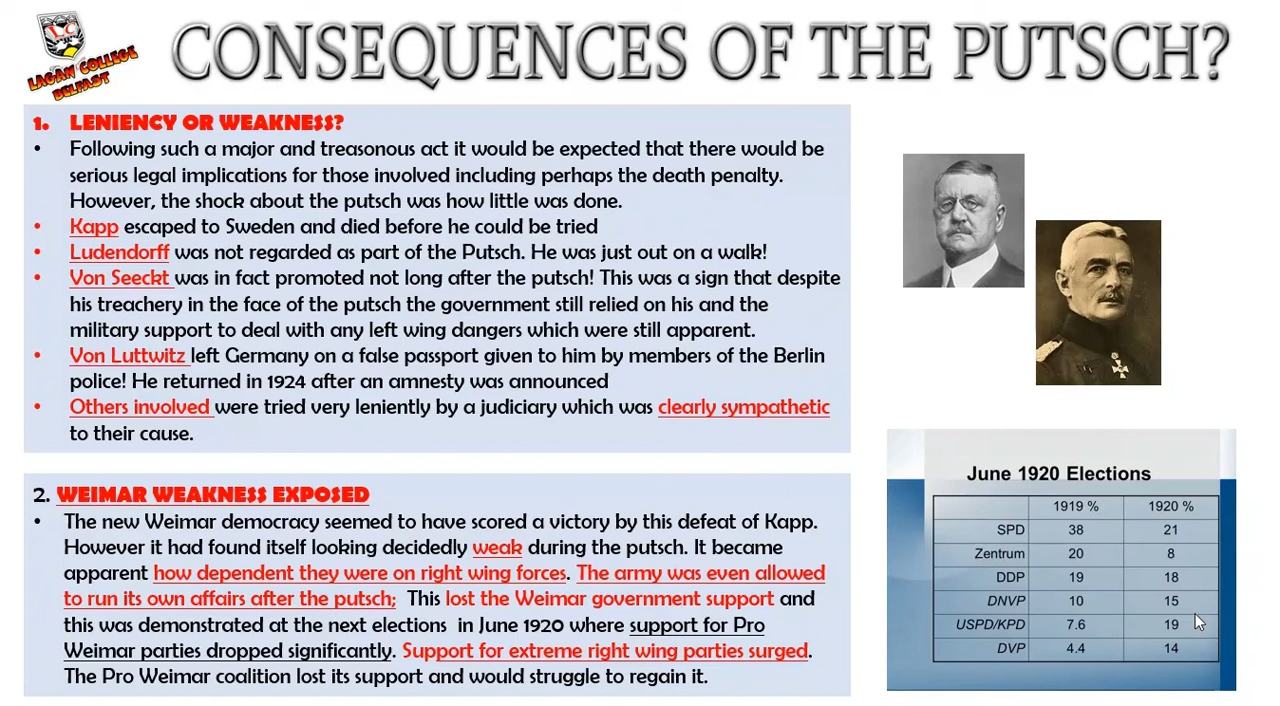 LC
LAGAN COLLEGE
BELFAST
CONSEQUENCES OF THE PUTSCH?
1. LENIENCY OR WEAKNESS?
• Following such a major and treasonous act it would be expected that there would be
serious legal implications for those involved including perhaps the death penalty.
However, the shock about the putsch was how little was done.
• Kapp escaped to Sweden and died before he could be tried
• Ludendorff was not regarded as part of the Putsch. He was just out on a walk!
• Von Seeckt was in fact promoted not long after the putsch! This was a sign that despite
his treachery in the face of the putsch the government still relied on his and the
military support to deal with any left wing dangers which were still apparent.
• Von Luttwitz left Germany on a false passport given to him by members of the Berlin
police! He returned in 1924 after an amnesty was announced
• Others involved were tried very leniently by a judiciary which was clearly sympathetic
to their cause.
2. WEIMAR WEAKNESS EXPOSED
• The new Weimar democracy seemed to have scored a victory by this defeat of Kapp.
However it had found itself looking decidedly weak during the putsch. It became
apparent how dependent they were on right wing forces. The army was even allowed
to run its own affairs after the putsch; This lost the Weimar government support and
this was demonstrated at the next elections in June 1920 where support for Pro
Weimar parties dropped significantly. Support for extreme right wing parties surged.
The Pro Weimar coalition lost its support and would struggle to regain it.
June 1920 Elections
1919 % 1920 %
SPD 38 21
Zentrum 20 8
DDP 19 18
DNVP 10 15
USPD/KPD 7.6 19
DVP 4.4 14